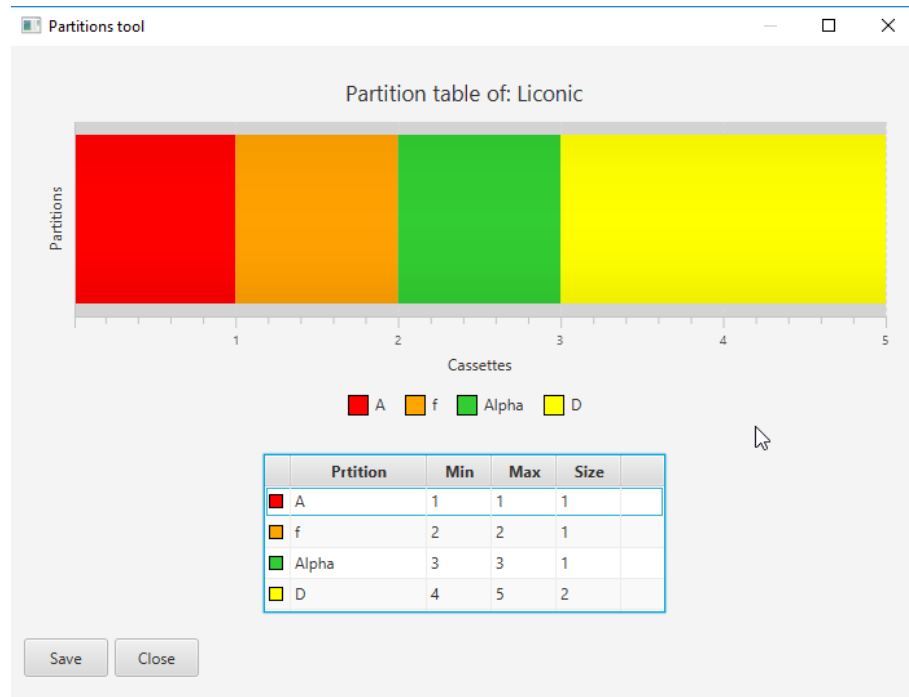 Partitions tool
Partition table of: Liconic
Partitions
1 2 3 4 5
Cassettes
A f Alpha D
Prtition Min Max Size
A 1 1 1
f 2 2 1
Alpha 3 3 1
D 4 5 2
Save Close